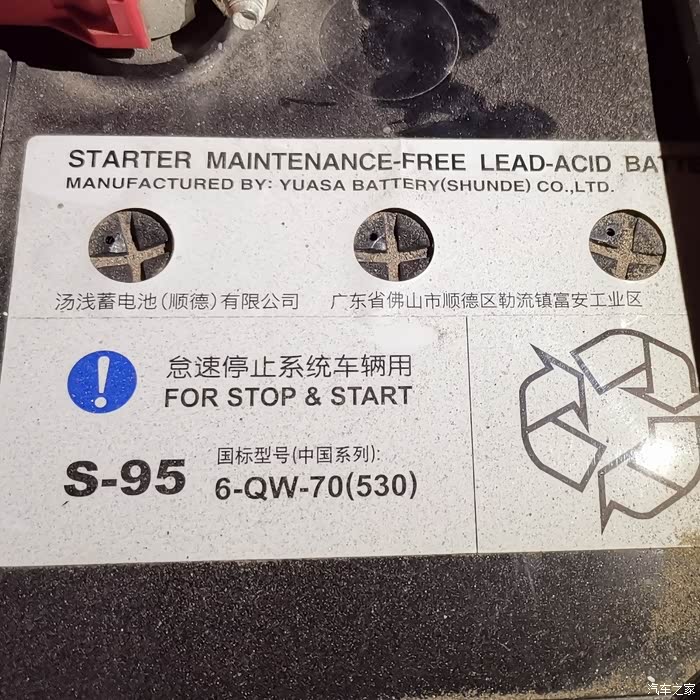 STARTER MAINTENANCE-FREE LEAD-ACID
MANUFACTURED BY: YUASA BATTERY(SHUNDE) CO.,LTD.
汤浅蓄电池(顺德)有限公司 广东省佛山市顺德区勒流镇富安工业区
怠速停止系统车辆用
FOR STOP & START
国标型号(中国系列):
S-95 6-QW-70(530)
汽车之家